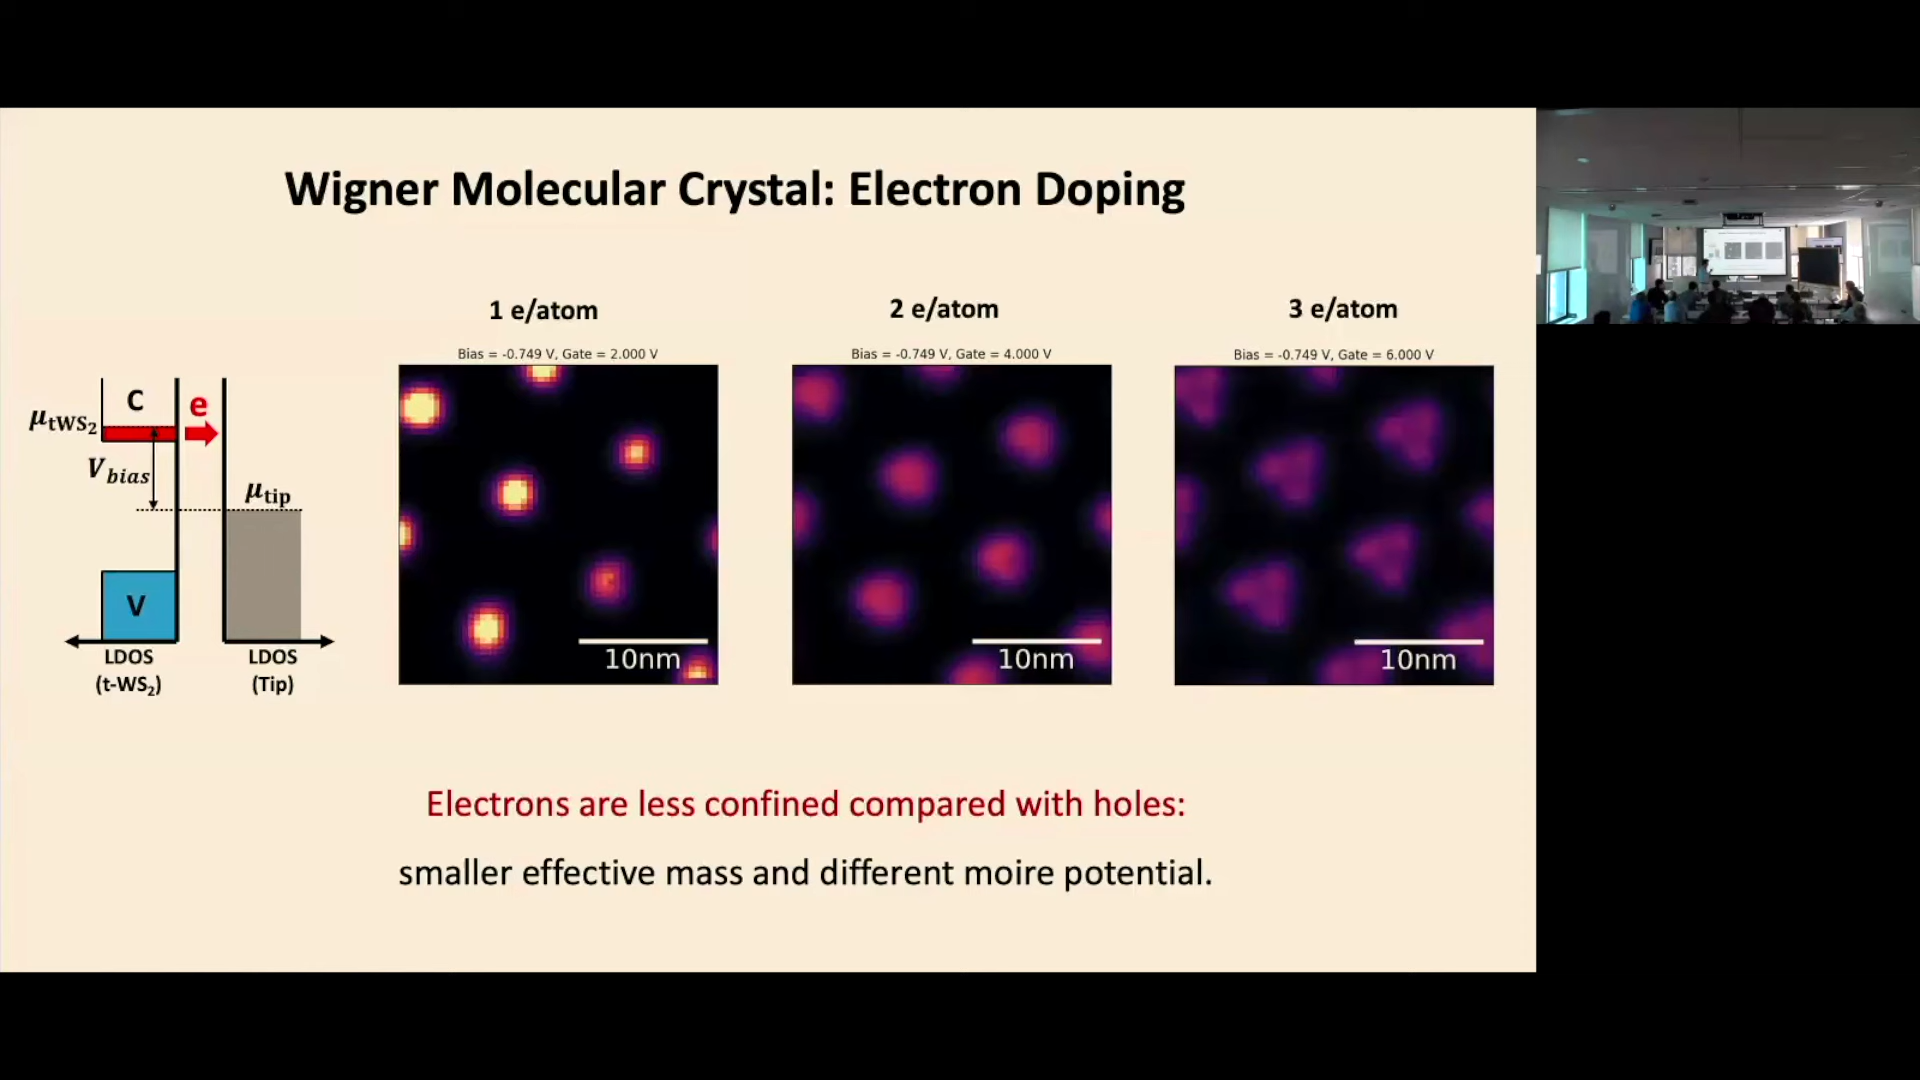 Wigner Molecular Crystal: Electron Doping
1 e/atom
2 e/atom
3 e/atom
Bias = -0.749 V, Gate = 2.000 V
Bias = -0.749 V, Gate = 4.000 V
Bias = -0.749 V, Gate = 6.000 V
C
e
μtWS₂
Vbias
μtip
V
LDOS
(t-WS₂)
LDOS
(Tip)
10nm
10nm
10nm
Electrons are less confined compared with holes:
smaller effective mass and different moire potential.